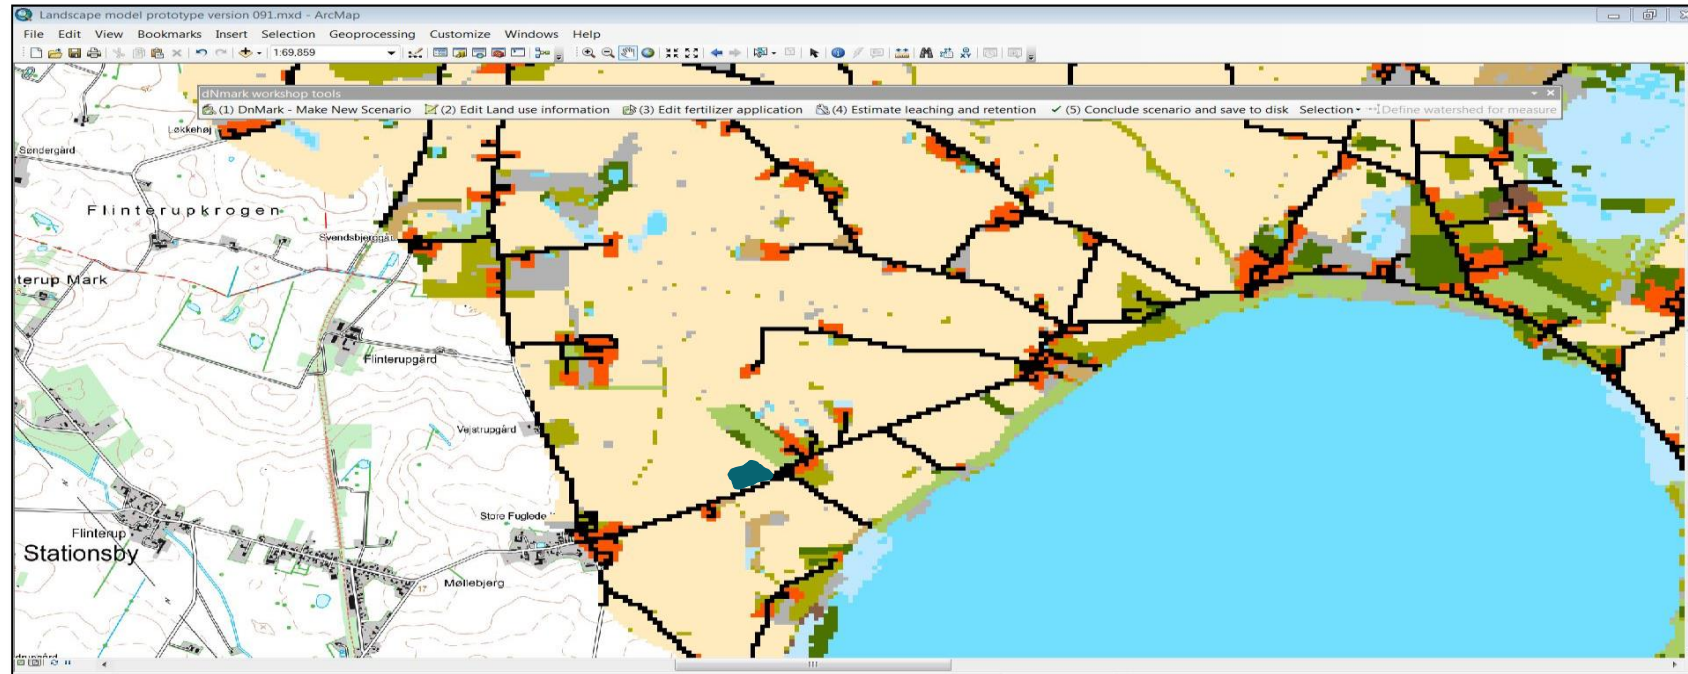 Landscape model prototype version 091.mxd - ArcMap
File Edit View Bookmarks Insert Selection Geoprocessing Customize Windows Help
1:69,859
dNmark workshop tools
(1) DnMark - Make New Scenario (2) Edit Land use information (3) Edit fertilizer application (4) Estimate leaching and retention (5) Conclude scenario and save to disk Selection Define watershed for measure
Løkkehøj
Søndergård
Flinterupkrogen
Svendsbjerggård
terup Mark
Flinterupgård
Vejstrupgård
Store Fuglede
Flinterup
Stationsby
Møllebjerg
17